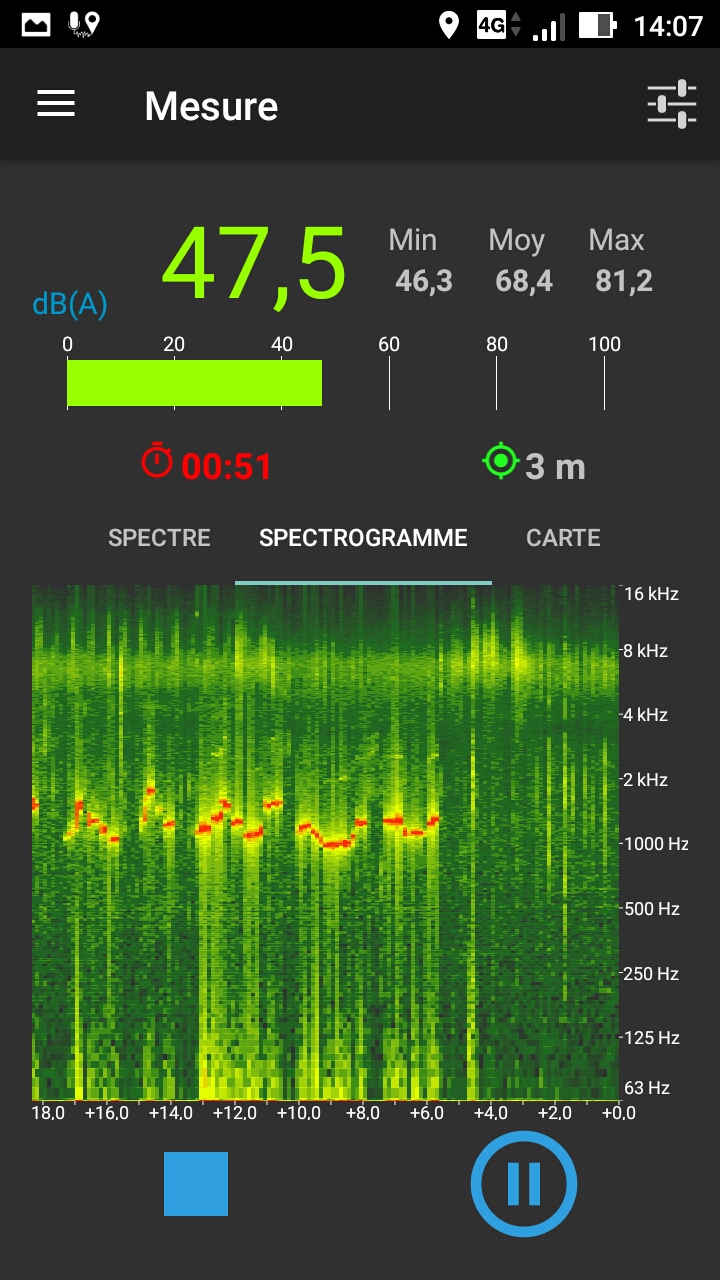 4G 14:07
Mesure
47,5
Min Moy Max
46,3 68,4 81,2
dB(A)
0 20 40 60 80 100
00:51 3 m
SPECTRE SPECTROGRAMME CARTE
16 kHz
8 kHz
4 kHz
2 kHz
1000 Hz
500 Hz
250 Hz
125 Hz
63 Hz
18,0 +16,0 +14,0 +12,0 +10,0 +8,0 +6,0 +4,0 +2,0 +0,0